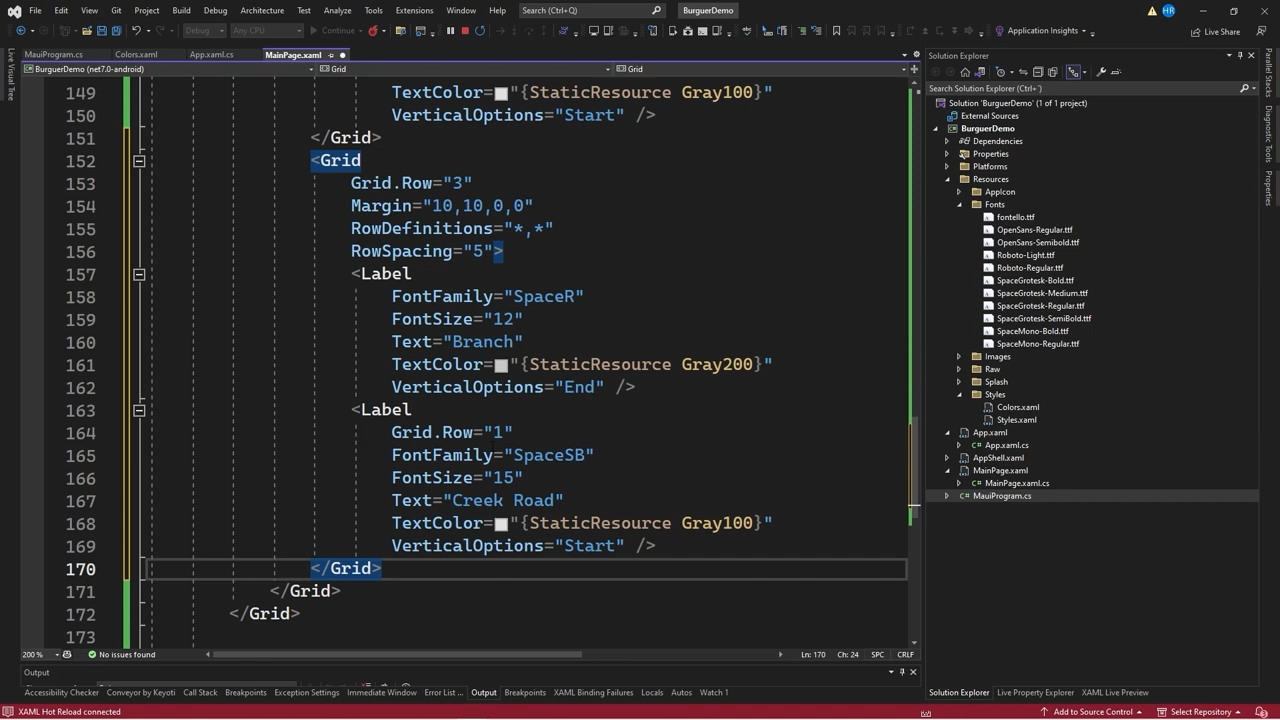 File Edit View Git Project Build Debug Architecture Test Analyze Tools Extensions Window Help Search (Ctrl+Q) BurguerDemo HR
Debug Any CPU Continue Application Insights Live Share
MauiProgram.cs Colors.xaml App.xaml.cs MainPage.xaml
BurguerDemo (net7.0-android) Grid Grid
Live Visual Tree
149 TextColor="{StaticResource Gray100}"
150 VerticalOptions="Start" />
151 </Grid>
152 <Grid
153 Grid.Row="3"
154 Margin="10,10,0,0"
155 RowDefinitions="*,*"
156 RowSpacing="5">
157 <Label
158 FontFamily="SpaceR"
159 FontSize="12"
160 Text="Branch"
161 TextColor="{StaticResource Gray200}"
162 VerticalOptions="End" />
163 <Label
164 Grid.Row="1"
165 FontFamily="SpaceSB"
166 FontSize="15"
167 Text="Creek Road"
168 TextColor="{StaticResource Gray100}"
169 VerticalOptions="Start" />
170 </Grid>
171 </Grid>
172 </Grid>
173
200 % No issues found Ln: 170 Ch: 24 SPC CRLF
Output
Accessibility Checker Conveyor by Keyoti Call Stack Breakpoints Exception Settings Immediate Window Error List ... Output Breakpoints XAML Binding Failures Locals Autos Watch 1
Solution Explorer
Search Solution Explorer (Ctrl+')
Solution 'BurguerDemo' (1 of 1 project)
External Sources
BurguerDemo
Dependencies
Properties
Platforms
Resources
AppIcon
Fonts
fontello.ttf
OpenSans-Regular.ttf
OpenSans-Semibold.ttf
Roboto-Light.ttf
Roboto-Regular.ttf
SpaceGrotesk-Bold.ttf
SpaceGrotesk-Medium.ttf
SpaceGrotesk-Regular.ttf
SpaceGrotesk-SemiBold.ttf
SpaceMono-Bold.ttf
SpaceMono-Regular.ttf
Images
Raw
Splash
Styles
Colors.xaml
Styles.xaml
App.xaml
App.xaml.cs
AppShell.xaml
MainPage.xaml
MainPage.xaml.cs
MauiProgram.cs
Solution Explorer Live Property Explorer XAML Live Preview
Parallel Stacks
Diagnostic Tools
Properties
XAML Hot Reload connected Add to Source Control Select Repository